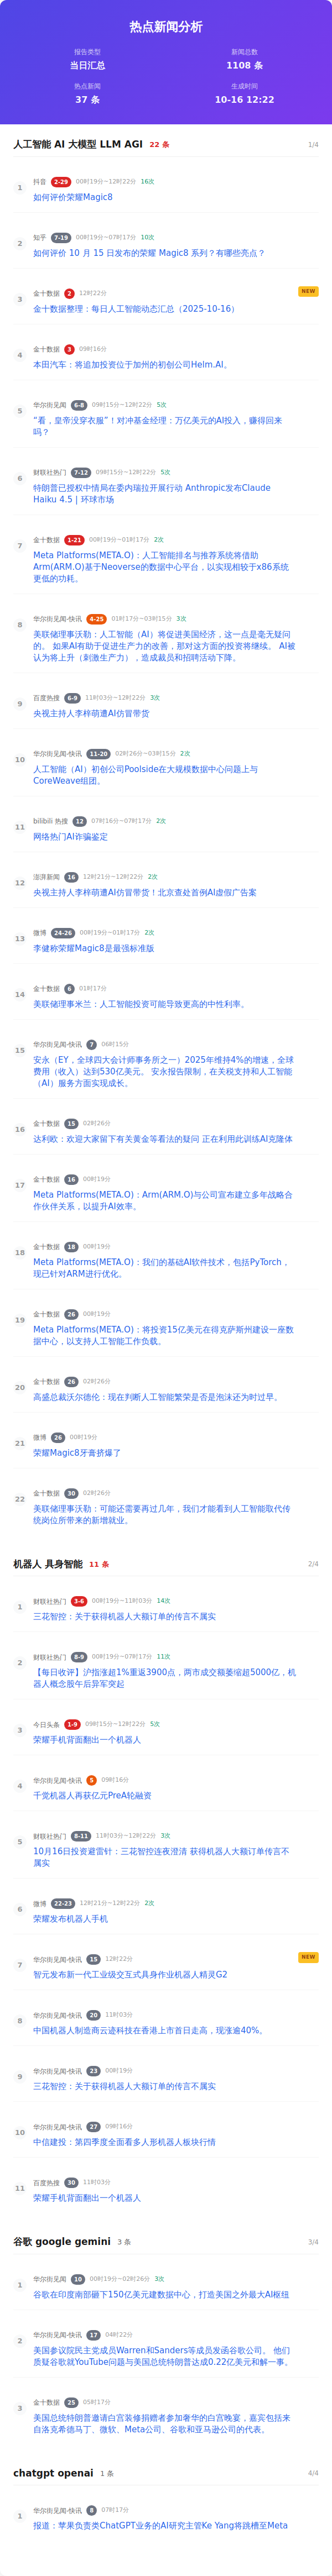 热点新闻分析
报告类型
新闻总数
当日汇总
1108 条
热点新闻
生成时间
37 条
10-16 12:22
人工智能 AI 大模型 LLM AGI 22 条 1/4
1
抖音 2-29 00时19分~12时22分 16次
如何评价荣耀Magic8
2
知乎 7-19 00时19分~07时17分 10次
如何评价 10 月 15 日发布的荣耀 Magic8 系列？有哪些亮点？
3
金十数据 2 12时22分 NEW
金十数据整理：每日人工智能动态汇总（2025-10-16）
4
金十数据 3 09时16分
本田汽车：将追加投资位于加州的初创公司Helm.AI。
5
华尔街见闻 6-8 09时15分~12时22分 5次
“看，皇帝没穿衣服”！对冲基金经理：万亿美元的AI投入，赚得回来
吗？
6
财联社热门 7-12 09时15分~12时22分 5次
特朗普已授权中情局在委内瑞拉开展行动 Anthropic发布Claude
Haiku 4.5 | 环球市场
7
金十数据 1-21 00时19分~01时17分 2次
Meta Platforms(META.O)：人工智能排名与推荐系统将借助
Arm(ARM.O)基于Neoverse的数据中心平台，以实现相较于x86系统
更低的功耗。
8
华尔街见闻-快讯 4-25 01时17分~03时15分 3次
美联储理事沃勒：人工智能（AI）将促进美国经济，这一点是毫无疑问
的。 如果AI有助于促进生产力的改善，那对这方面的投资将继续。 AI被
认为将上升（刺激生产力），造成裁员和招聘活动下降。
9
百度热搜 6-9 11时03分~12时22分 3次
央视主持人李梓萌遭AI仿冒带货
10
华尔街见闻-快讯 11-20 02时26分~03时15分 2次
人工智能（AI）初创公司Poolside在大规模数据中心问题上与
CoreWeave组团。
11
bilibili 热搜 12 07时16分~07时17分 2次
网络热门AI诈骗鉴定
12
澎湃新闻 16 12时21分~12时22分 2次
央视主持人李梓萌遭AI仿冒带货！北京查处首例AI虚假广告案
13
微博 24-26 00时19分~01时17分 2次
李健称荣耀Magic8是最强标准版
14
金十数据 6 01时17分
美联储理事米兰：人工智能投资可能导致更高的中性利率。
15
华尔街见闻-快讯 7 06时15分
安永（EY，全球四大会计师事务所之一）2025年维持4%的增速，全球
费用（收入）达到530亿美元。 安永报告限制，在关税支持和人工智能
（AI）服务方面实现成长。
16
金十数据 15 02时26分
达利欧：欢迎大家留下有关黄金等看法的疑问 正在利用此训练AI克隆体
17
金十数据 16 00时19分
Meta Platforms(META.O)：Arm(ARM.O)与公司宣布建立多年战略合
作伙伴关系，以提升AI效率。
18
金十数据 18 00时19分
Meta Platforms(META.O)：我们的基础AI软件技术，包括PyTorch，
现已针对ARM进行优化。
19
金十数据 26 00时19分
Meta Platforms(META.O)：将投资15亿美元在得克萨斯州建设一座数
据中心，以支持人工智能工作负载。
20
金十数据 26 02时26分
高盛总裁沃尔德伦：现在判断人工智能繁荣是否是泡沫还为时过早。
21
微博 26 00时19分
荣耀Magic8牙膏挤爆了
22
金十数据 30 02时26分
美联储理事沃勒：可能还需要再过几年，我们才能看到人工智能取代传
统岗位所带来的新增就业。
机器人 具身智能 11 条 2/4
1
财联社热门 3-6 00时19分~11时03分 14次
三花智控：关于获得机器人大额订单的传言不属实
2
财联社热门 8-9 00时19分~07时17分 11次
【每日收评】沪指涨超1%重返3900点，两市成交额萎缩超5000亿，机
器人概念股午后异军突起
3
今日头条 1-9 09时15分~12时22分 5次
荣耀手机背面翻出一个机器人
4
华尔街见闻-快讯 5 09时16分
千觉机器人再获亿元PreA轮融资
5
财联社热门 8-11 11时03分~12时22分 3次
10月16日投资避雷针：三花智控连夜澄清 获得机器人大额订单传言不
属实
6
微博 22-23 12时21分~12时22分 2次
荣耀发布机器人手机
7
华尔街见闻-快讯 15 12时22分 NEW
智元发布新一代工业级交互式具身作业机器人精灵G2
8
华尔街见闻-快讯 20 11时03分
中国机器人制造商云迹科技在香港上市首日走高，现涨逾40%。
9
华尔街见闻-快讯 23 00时19分
三花智控：关于获得机器人大额订单的传言不属实
10
华尔街见闻-快讯 27 09时16分
中信建投：第四季度全面看多人形机器人板块行情
11
百度热搜 30 11时03分
荣耀手机背面翻出一个机器人
谷歌 google gemini 3 条 3/4
1
华尔街见闻 10 00时19分~02时26分 3次
谷歌在印度南部砸下150亿美元建数据中心，打造美国之外最大AI枢纽
2
华尔街见闻-快讯 17 04时22分
美国参议院民主党成员Warren和Sanders等成员发函谷歌公司。 他们
质疑谷歌就YouTube问题与美国总统特朗普达成0.22亿美元和解一事。
3
金十数据 25 05时17分
美国总统特朗普邀请白宫装修捐赠者参加奢华的白宫晚宴，嘉宾包括来
自洛克希德马丁、微软、Meta公司、谷歌和亚马逊公司的代表。
chatgpt openai 1 条 4/4
1
华尔街见闻-快讯 8 07时17分
报道：苹果负责类ChatGPT业务的AI研究主管Ke Yang将跳槽至Meta